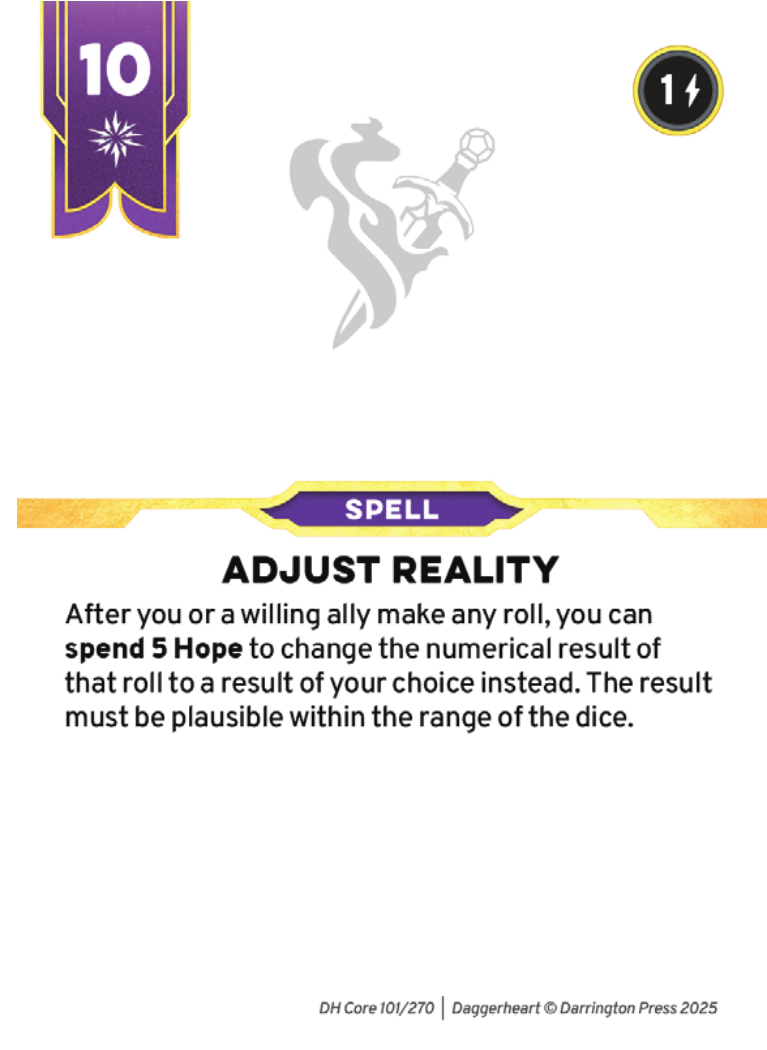 10
1
SPELL
ADJUST REALITY
After you or a willing ally make any roll, you can
spend 5 Hope to change the numerical result of
that roll to a result of your choice instead. The result
must be plausible within the range of the dice.
DH Core 101/270 | Daggerheart © Darrington Press 2025